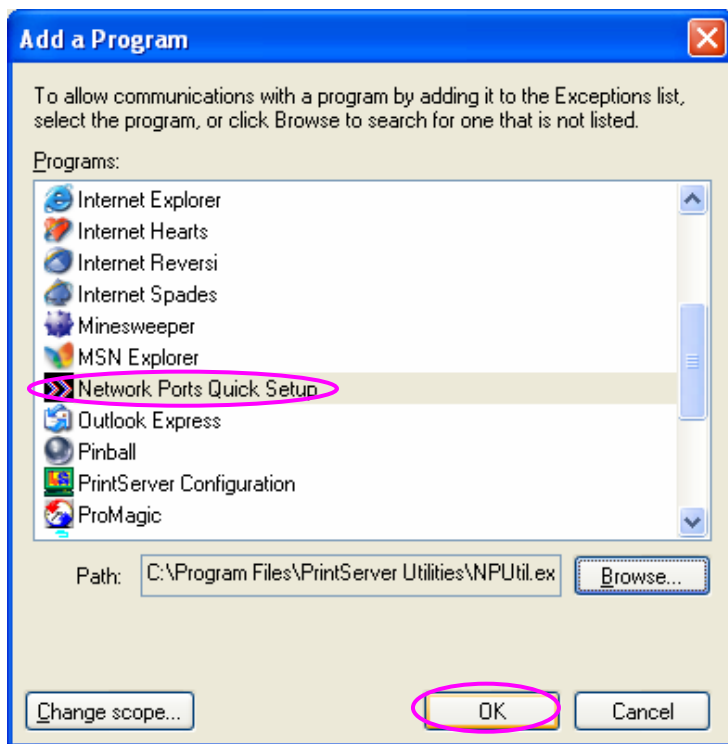 Add a Program
To allow communications with a program by adding it to the Exceptions list,
select the program, or click Browse to search for one that is not listed.
Programs:
Internet Explorer
Internet Hearts
Internet Reversi
Internet Spades
Minesweeper
MSN Explorer
Network Ports Quick Setup
Outlook Express
Pinball
PrintServer Configuration
ProMagic
Path: C:\Program Files\PrintServer Utilities\NPUtil.ex Browse...
Change scope... OK Cancel